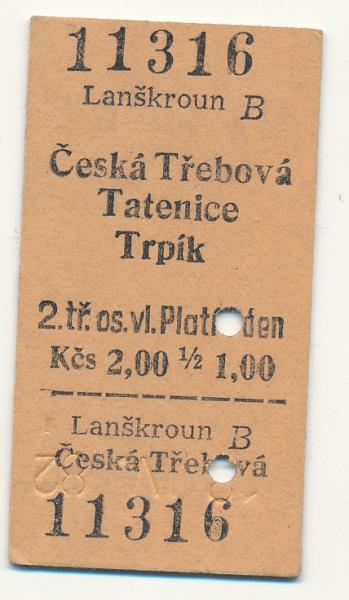 11316
Lanškroun B
Česká Třebová
Tatenice
Trpík
2. tř. os. vl. Platí den
Kčs 2,00 ½ 1,00
Lanškroun B
Česká Třebová
11316